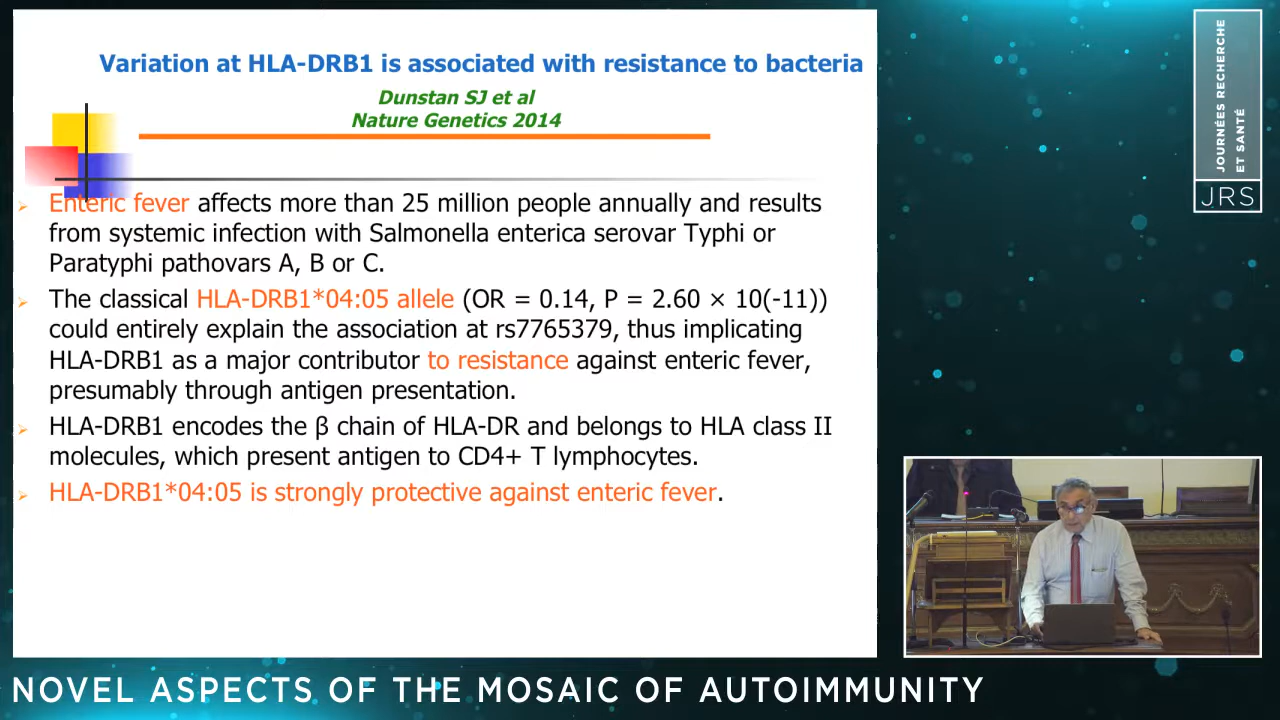 Variation at HLA-DRB1 is associated with resistance to bacteria
Dunstan SJ et al
Nature Genetics 2014
Enteric fever affects more than 25 million people annually and results
from systemic infection with Salmonella enterica serovar Typhi or
Paratyphi pathovars A, B or C.
The classical HLA-DRB1*04:05 allele (OR = 0.14, P = 2.60 × 10(-11))
could entirely explain the association at rs7765379, thus implicating
HLA-DRB1 as a major contributor to resistance against enteric fever,
presumably through antigen presentation.
HLA-DRB1 encodes the β chain of HLA-DR and belongs to HLA class II
molecules, which present antigen to CD4+ T lymphocytes.
HLA-DRB1*04:05 is strongly protective against enteric fever.
JOURNÉES RECHERCHE
ET SANTÉ
JRS
NOVEL ASPECTS OF THE MOSAIC OF AUTOIMMUNITY